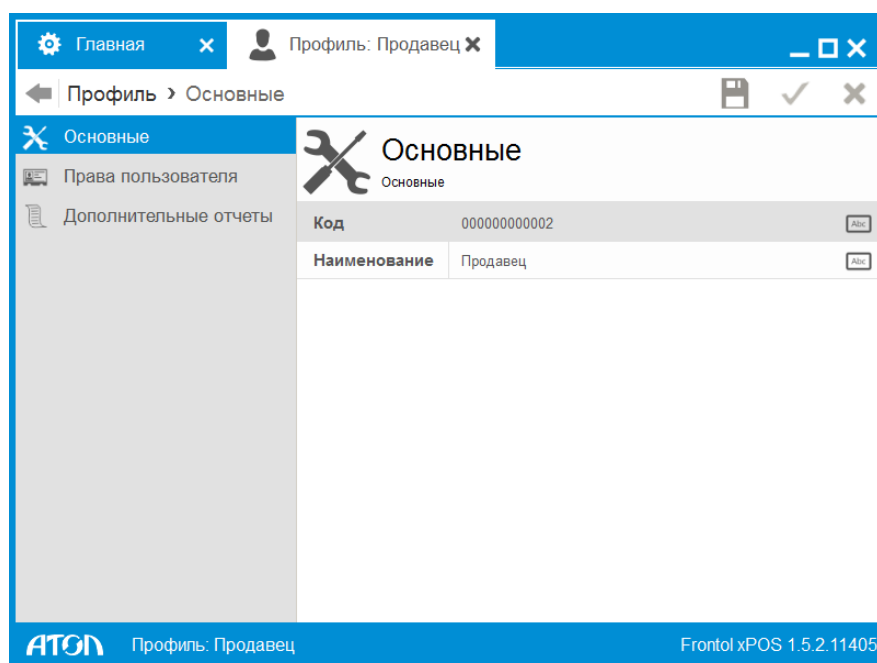 Главная
Профиль: Продавец
Профиль › Основные
Основные
Права пользователя
Дополнительные отчеты
Основные
Основные
Код 000000000002 Abc
Наименование Продавец Abc
ATOЛ Профиль: Продавец Frontol xPOS 1.5.2.11405